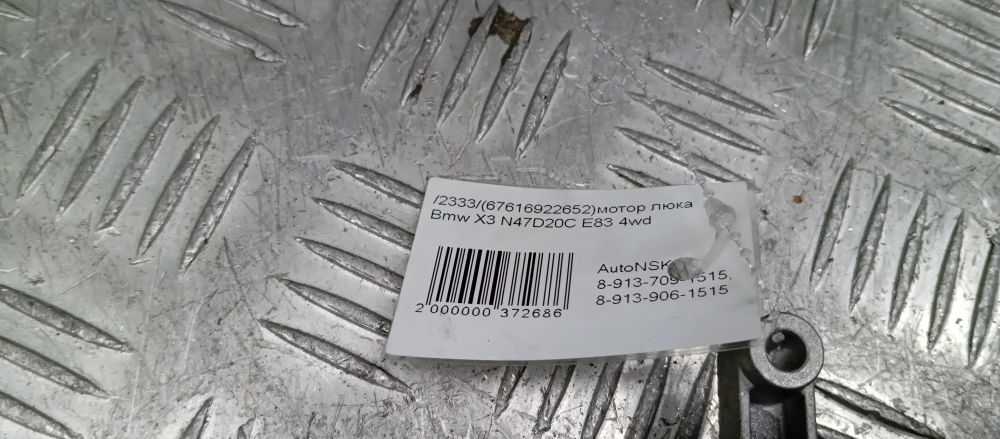 /2333/(67616922652)мотор люка
Bmw X3 N47D20C E83 4wd
AutoNSK
8-913-709-1515,
8-913-906-1515
2 000000 372686